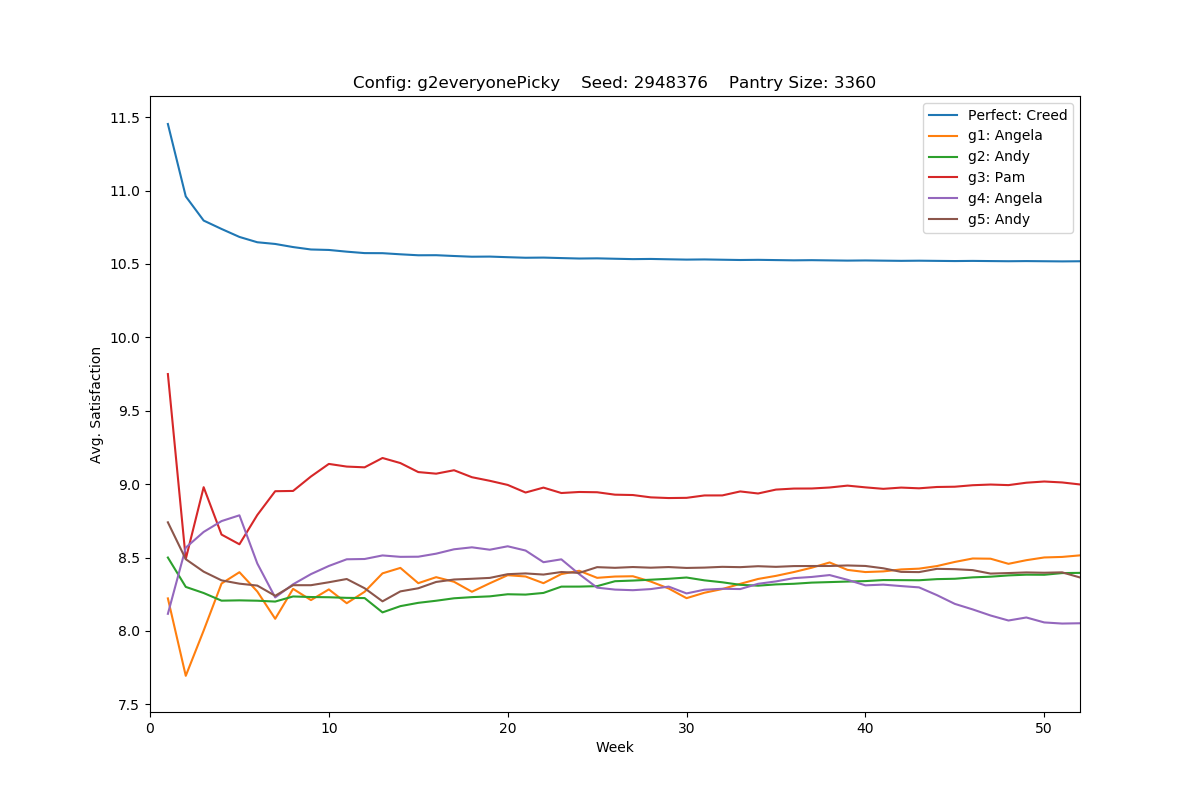 Config: g2everyonePicky    Seed: 2948376    Pantry Size: 3360
11.5
11.0
10.5
10.0
9.5
9.0
8.5
8.0
7.5
Avg. Satisfaction
Perfect: Creed
g1: Angela
g2: Andy
g3: Pam
g4: Angela
g5: Andy
0 10 20 30 40 50
Week